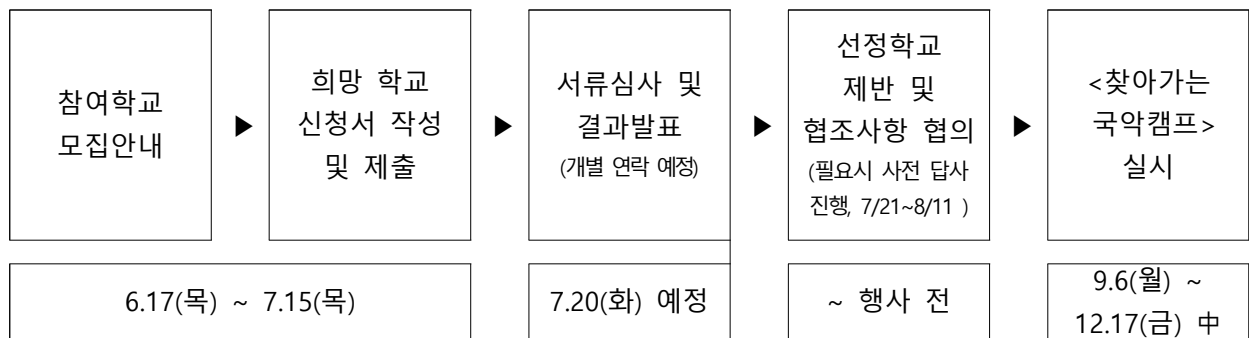 참여학교
모집안내
▶
희망 학교
신청서 작성
및 제출
▶
서류심사 및
결과발표
(개별 연락 예정)
▶
선정학교
제반 및
협조사항 협의
(필요시 사전 답사
진행, 7/21~8/11 )
▶
<찾아가는
국악캠프>
실시
6.17(목) ~ 7.15(목)
7.20(화) 예정
~ 행사 전
9.6(월) ~
12.17(금) 中